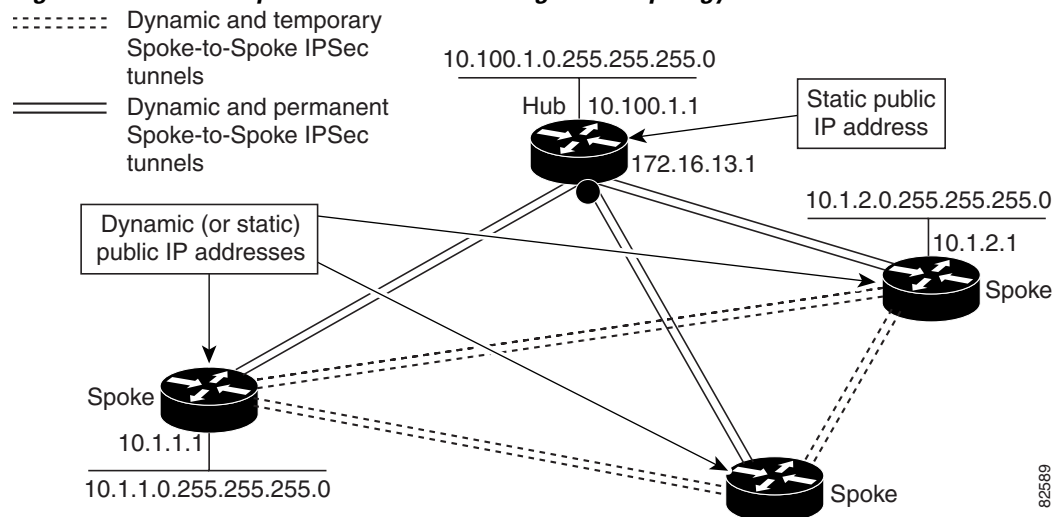 Dynamic and temporary
Spoke-to-Spoke IPSec
tunnels
Dynamic and permanent
Spoke-to-Spoke IPSec
tunnels
10.100.1.0.255.255.255.0
Hub
10.100.1.1
Static public
IP address
172.16.13.1
10.1.2.0.255.255.255.0
10.1.2.1
Spoke
Dynamic (or static)
public IP addresses
Spoke
10.1.1.1
10.1.1.0.255.255.255.0
Spoke
82589